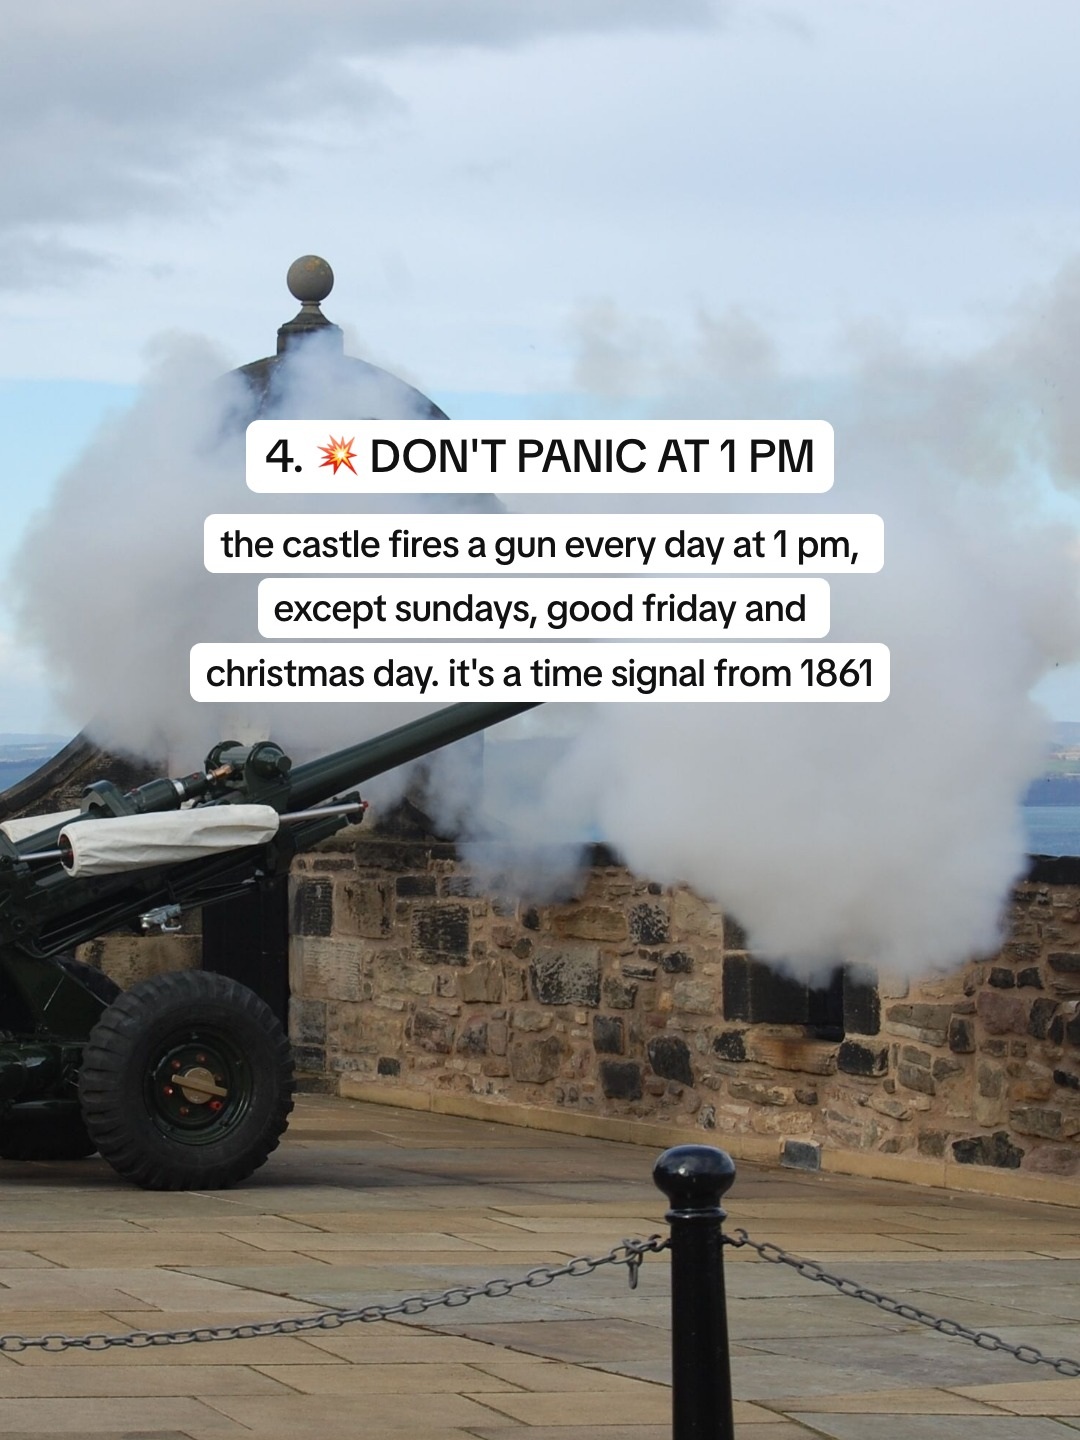 4. 💥 DON'T PANIC AT 1 PM
the castle fires a gun every day at 1 pm,
except sundays, good friday and
christmas day. it's a time signal from 1861